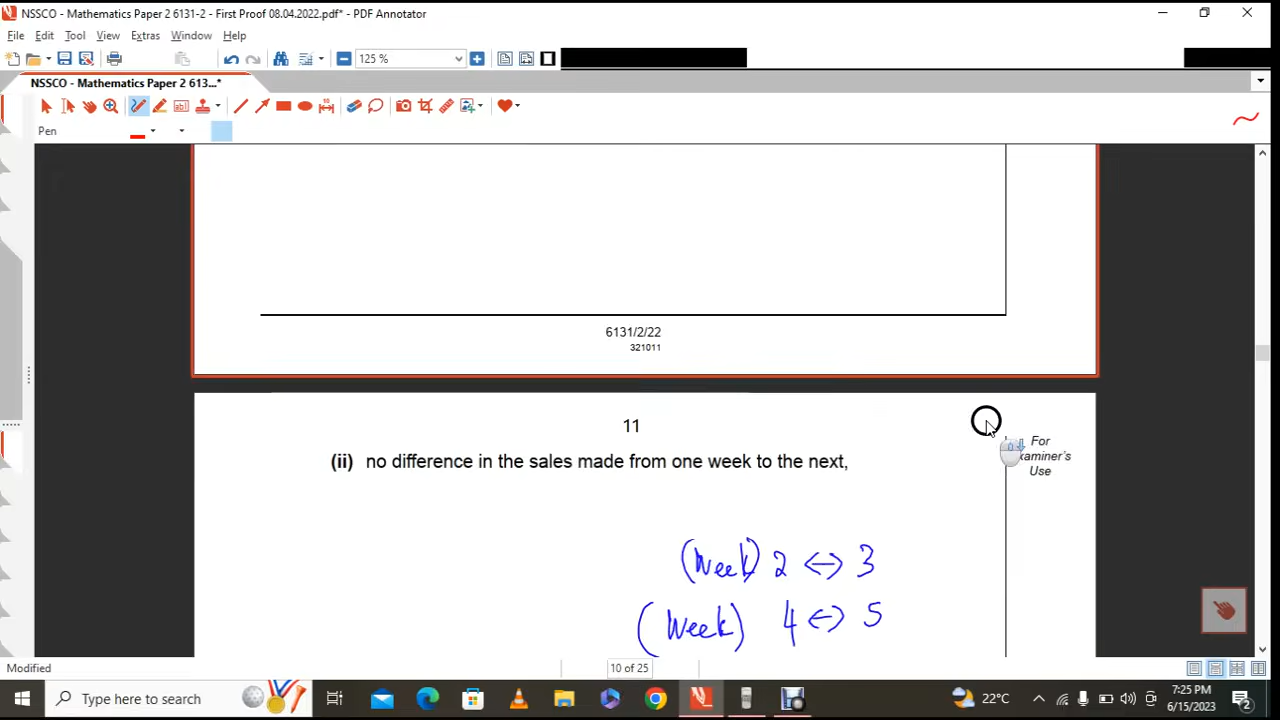 NSSCO - Mathematics Paper 2 6131-2 - First Proof 08.04.2022.pdf* - PDF Annotator
File Edit Tool View Extras Window Help
125 %
NSSCO - Mathematics Paper 2 613...*
Pen
6131/2/22
321011
11
For
xaminer's
Use
(ii) no difference in the sales made from one week to the next,
(Week) 2 <-> 3
(Week) 4 <-> 5
Modified
10 of 25
Type here to search
22°C
7:25 PM
6/15/2023
2